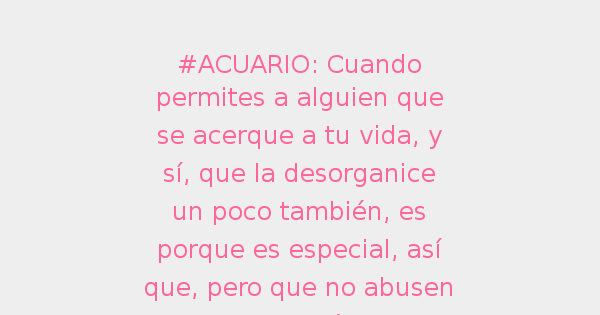 #ACUARIO: Cuando
permites a alguien que
se acerque a tu vida, y
sí, que la desorganice
un poco también, es
porque es especial, así
que, pero que no abusen